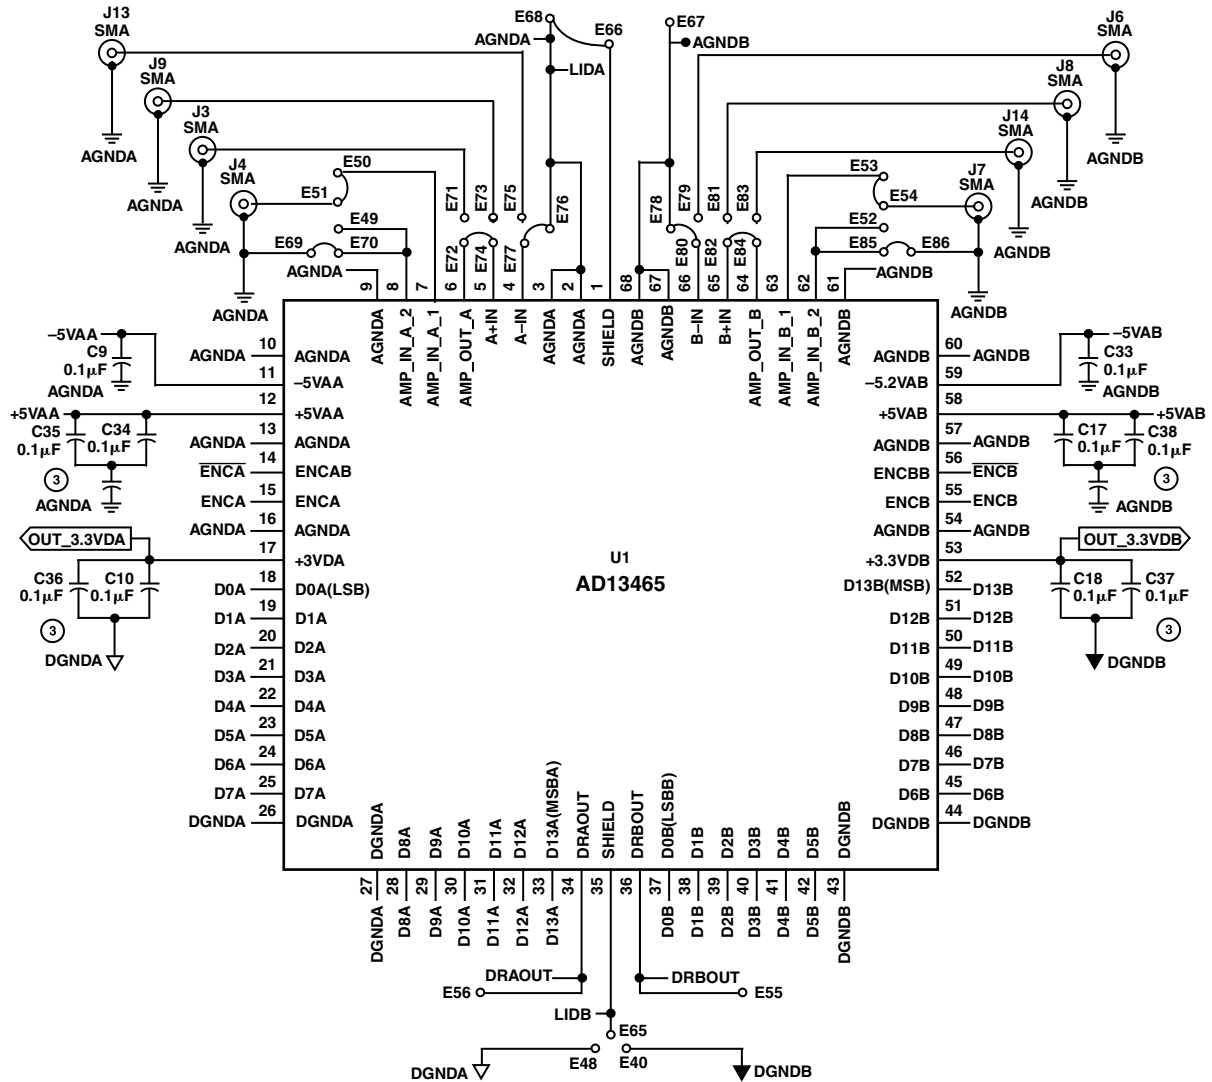 J13
SMA
J9
SMA
J3
SMA
J4
SMA
AGNDA
AGNDA
AGNDA
AGNDA
E68
E66
AGNDA
LIDA
E67
AGNDB
J6
SMA
J8
SMA
J14
SMA
J7
SMA
AGNDB
AGNDB
AGNDB
AGNDB
E50
E51
E49
E69
E70
AGNDA
E71
E73
E75
E76
E72
E74
E77
E78
E79
E81
E83
E80
E82
E84
E53
E54
E52
E85
E86
AGNDB
9
8
7
6
5
4
3
2
1
68
67
66
65
64
63
62
61
AGNDA
AMP_IN_A_2
AMP_IN_A_1
AMP_OUT_A
A+IN
A–IN
AGNDA
AGNDA
SHIELD
AGNDB
AGNDB
B–IN
B+IN
AMP_OUT_B
AMP_IN_B_1
AMP_IN_B_2
AGNDB
–5VAA
C9
0.1μF
AGNDA
+5VAA
C35
0.1μF
C34
0.1μF
3
AGNDA
OUT_3.3VDA
C36
0.1μF
C10
0.1μF
3
DGNDA
AGNDA 10 AGNDA
11 –5VAA
12 +5VAA
AGNDA 13 AGNDA
ENCA 14 ENCAB
ENCA 15 ENCA
AGNDA 16 AGNDA
17 +3VDA
D0A 18 D0A(LSB)
D1A 19 D1A
D2A 20 D2A
D3A 21 D3A
D4A 22 D4A
D5A 23 D5A
D6A 24 D6A
D7A 25 D7A
DGNDA 26 DGNDA
U1
AD13465
AGNDB 60 AGNDB
–5.2VAB 59
+5VAB 58
AGNDB 57 AGNDB
ENCBB 56 ENCB
ENCB 55 ENCB
AGNDB 54 AGNDB
+3.3VDB 53
D13B(MSB) 52 D13B
D12B 51 D12B
D11B 50 D11B
D10B 49 D10B
D9B 48 D9B
D8B 47 D8B
D7B 46 D7B
D6B 45 D6B
DGNDB 44 DGNDB
–5VAB
C33
0.1μF
AGNDB
+5VAB
C17
0.1μF
C38
0.1μF
3
AGNDB
OUT_3.3VDB
C18
0.1μF
C37
0.1μF
3
DGNDB
DGNDA
D8A
D9A
D10A
D11A
D12A
D13A(MSBA)
DRAOUT
SHIELD
DRBOUT
D0B(LSBB)
D1B
D2B
D3B
D4B
D5B
DGNDB
27
28
29
30
31
32
33
34
35
36
37
38
39
40
41
42
43
DGNDA
D8A
D9A
D10A
D11A
D12A
D13A
D0B
D1B
D2B
D3B
D4B
D5B
DGNDB
DRAOUT
E56
DRBOUT
E55
LIDB
E65
E48
E40
DGNDA
DGNDB